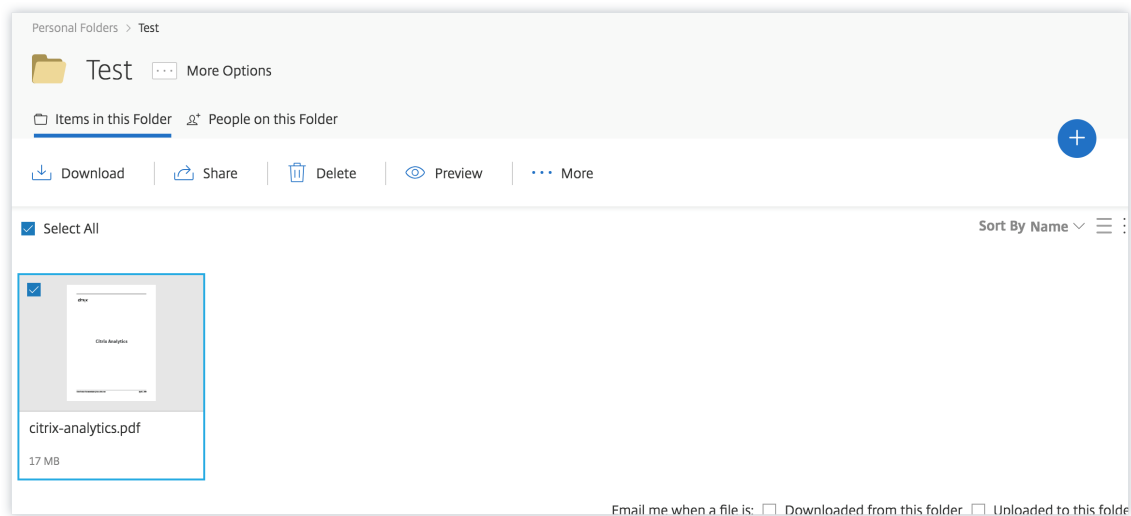 Personal Folders > Test
Test ··· More Options
Items in this Folder People on this Folder
Download Share Delete Preview ··· More
Select All
Sort By Name
citrix
Citrix Analytics
citrix-analytics.pdf
17 MB
Email me when a file is: Downloaded from this folder Uploaded to this folde